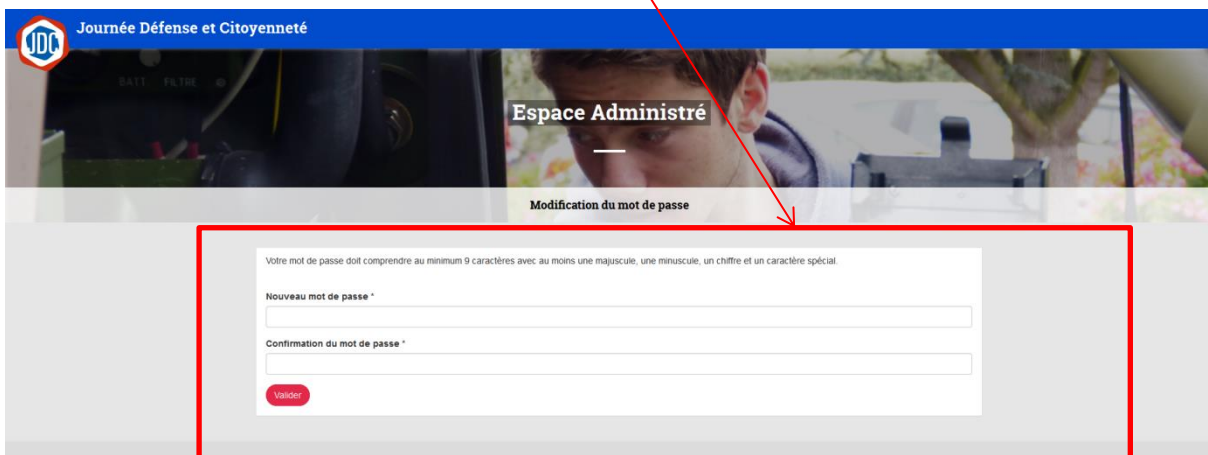 JDC
Journée Défense et Citoyenneté
BATT. FILTRE
Espace Administré
Modification du mot de passe
Votre mot de passe doit comprendre au minimum 9 caractères avec au moins une majuscule, une minuscule, un chiffre et un caractère spécial.
Nouveau mot de passe *
Confirmation du mot de passe *
Valider